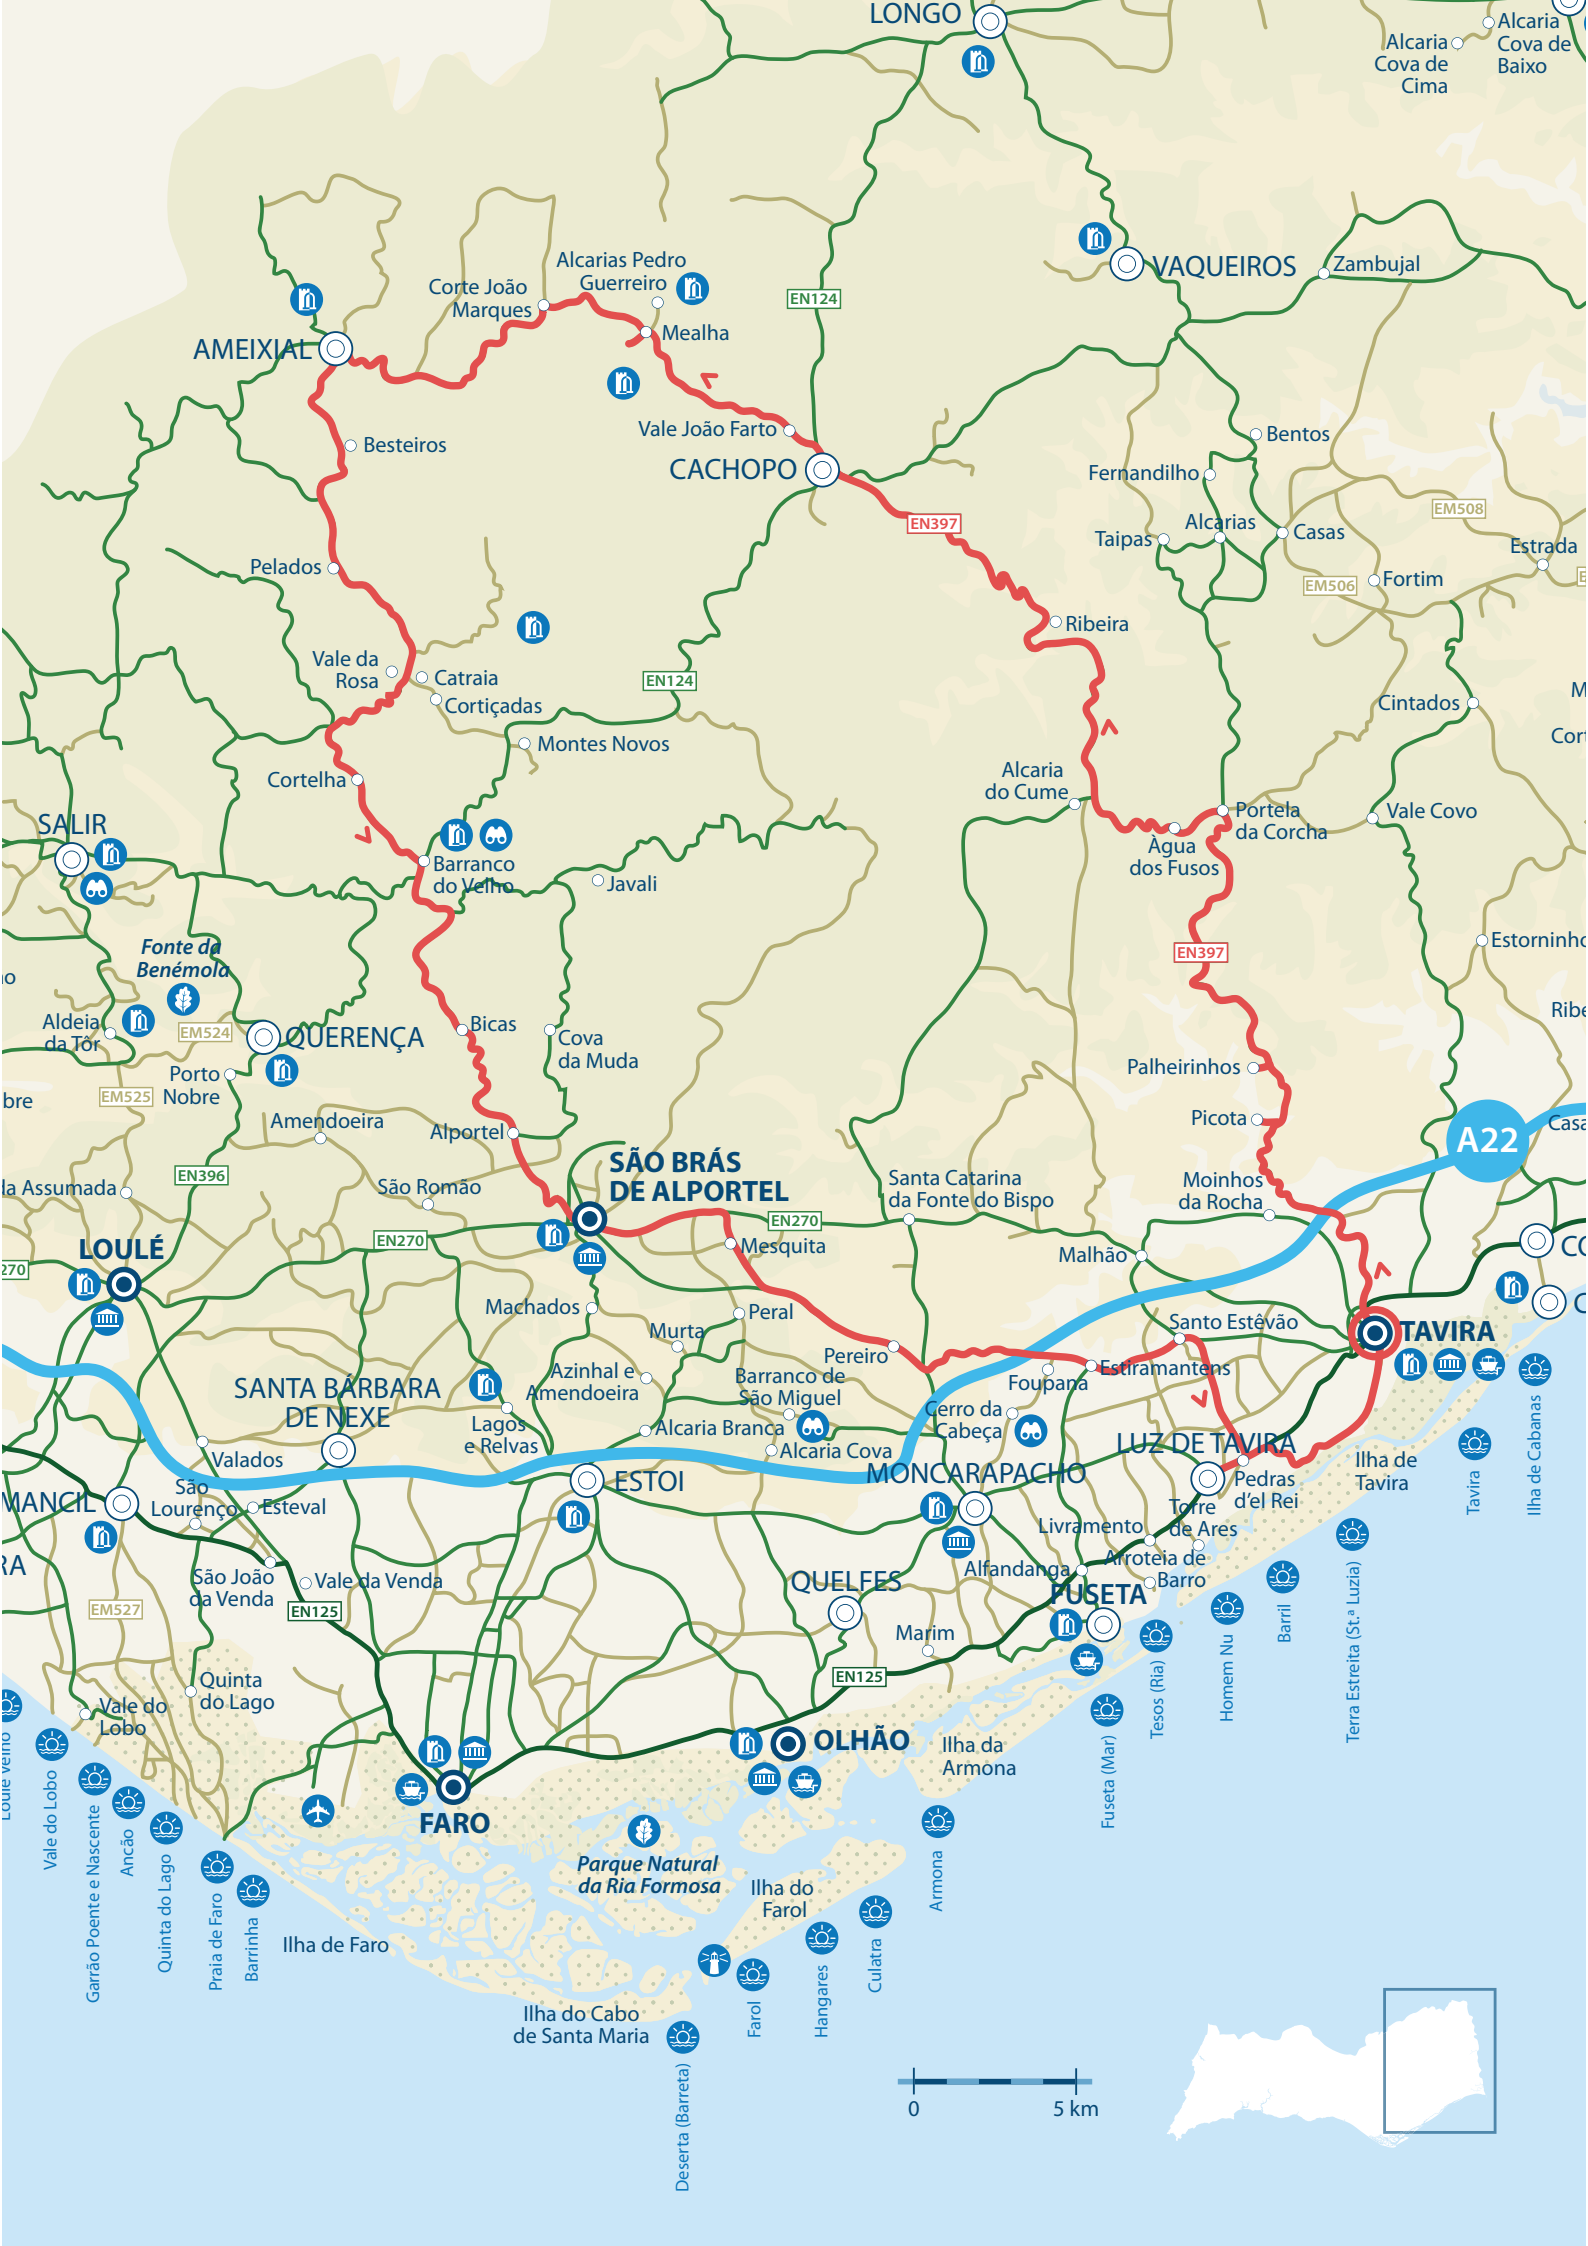 LONGO
Alcaria
Cova de
Baixo
Alcaria
Cova de
Cima
VAQUEIROS
Zambujal
Alcarias Pedro
Guerreiro
Corte João
Marques
EN124
Mealha
AMEIXIAL
Vale João Farto
Besteiros
CACHOPO
Bentos
Fernandilho
EM508
EN397
Alcarias
Taipas
Casas
Estrada
Pelados
EM506
Fortim
Ribeira
Vale da
Rosa
Catraia
EN124
Cortiçadas
Cintados
Montes Novos
Cortelha
Alcaria
do Cume
Portela
da Corcha
Vale Covo
SALIR
Àgua
dos Fusos
Barranco
do Velho
Javali
Fonte da
Benémola
EN397
Aldeia
da Tôr
EM524
QUERENÇA
Bicas
Cova
da Muda
Porto
Nobre
EM525
Palheirinhos
Amendoeira
Alportel
Picota
A22
SÃO BRÁS
DE ALPORTEL
EN396
São Romão
Santa Catarina
da Fonte do Bispo
Moinhos
da Rocha
la Assumada
EN270
EN270
Mesquita
Malhão
LOULÉ
270
Machados
Peral
Murta
Santo Estêvão
TAVIRA
Pereiro
Estiramantens
Foupana
Azinhal e
Amendoeira
Barranco de
São Miguel
SANTA BÁRBARA
DE NEXE
Lagos
e Relvas
Alcaria Branca
Alcaria Cova
Cerro da
Cabeça
LUZ DE TAVIRA
Valados
ESTOI
MONCARAPACHO
Pedras
d'el Rei
Ilha de
Tavira
Tavira
Ilha de Cabanas
MANCIL
São
Lourenço
Esteval
Torre
de Ares
Livramento
Arroteia de
Barro
Alfandanga
São João
da Venda
Vale da Venda
EN125
EM527
QUELFES
FUSETA
Marim
EN125
Quinta
do Lago
Vale do
Lobo
OLHÃO
Ilha da
Armona
FARO
Parque Natural
da Ria Formosa
Ilha do
Farol
Ilha de Faro
Ilha do Cabo
de Santa Maria
Vale do Lobo
Garrão Poente e Nascente
Ancão
Quinta do Lago
Praia de Faro
Barrinha
Deserta (Barreta)
Farol
Hangares
Culatra
Armona
Fuseta (Mar)
Tesos (Ria)
Homem Nu
Barril
Terra Estreita (St.ª Luzia)
0
5 km